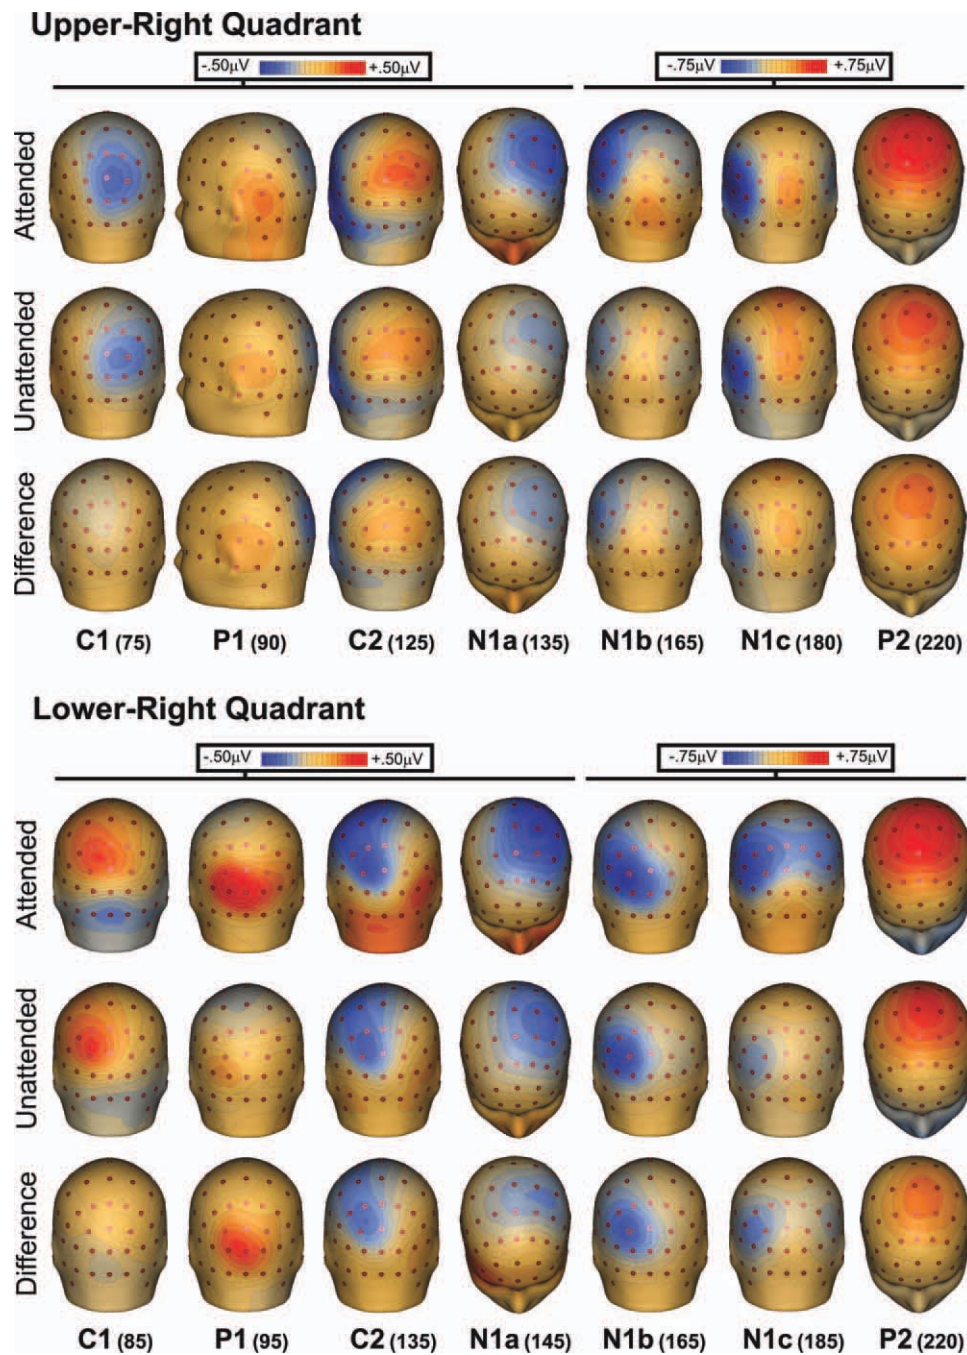 Upper-Right Quadrant
-.50µV +.50µV -.75µV +.75µV
Attended
Unattended
Difference
C1 (75) P1 (90) C2 (125) N1a (135) N1b (165) N1c (180) P2 (220)
Lower-Right Quadrant
-.50µV +.50µV -.75µV +.75µV
Attended
Unattended
Difference
C1 (85) P1 (95) C2 (135) N1a (145) N1b (165) N1c (185) P2 (220)